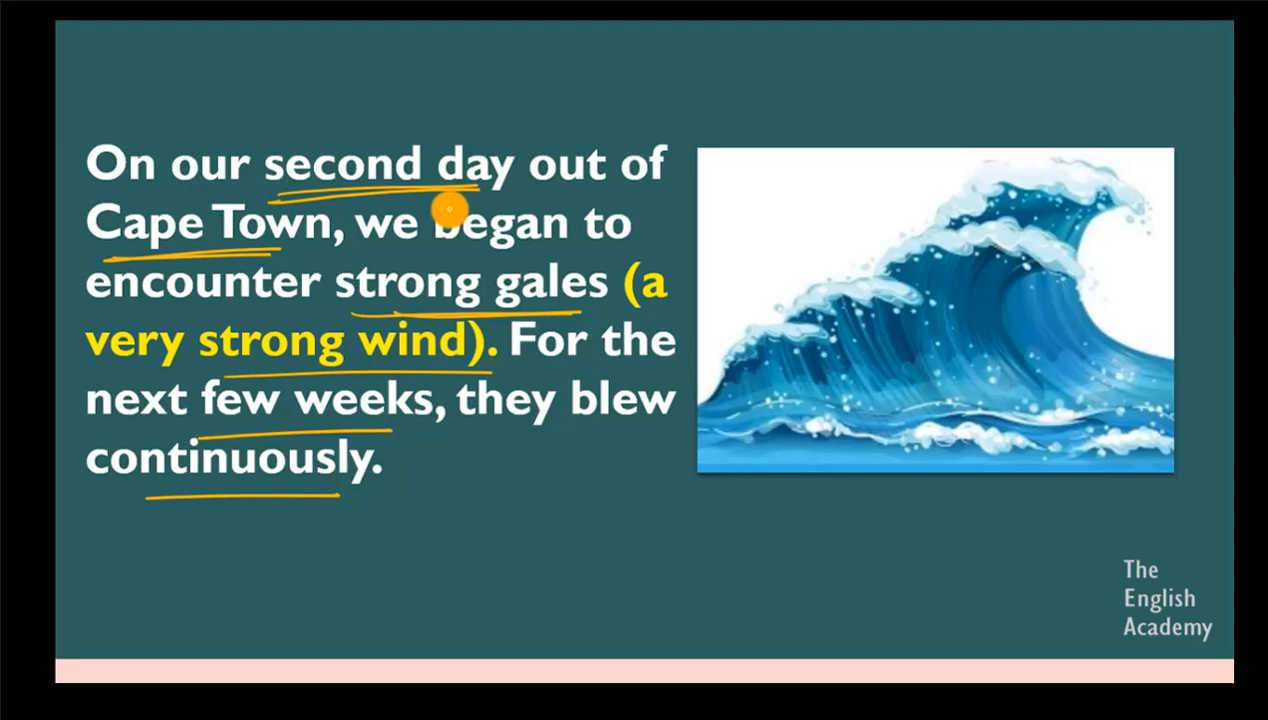 On our second day out of
Cape Town, we began to
encounter strong gales (a
very strong wind). For the
next few weeks, they blew
continuously.
The
English
Academy